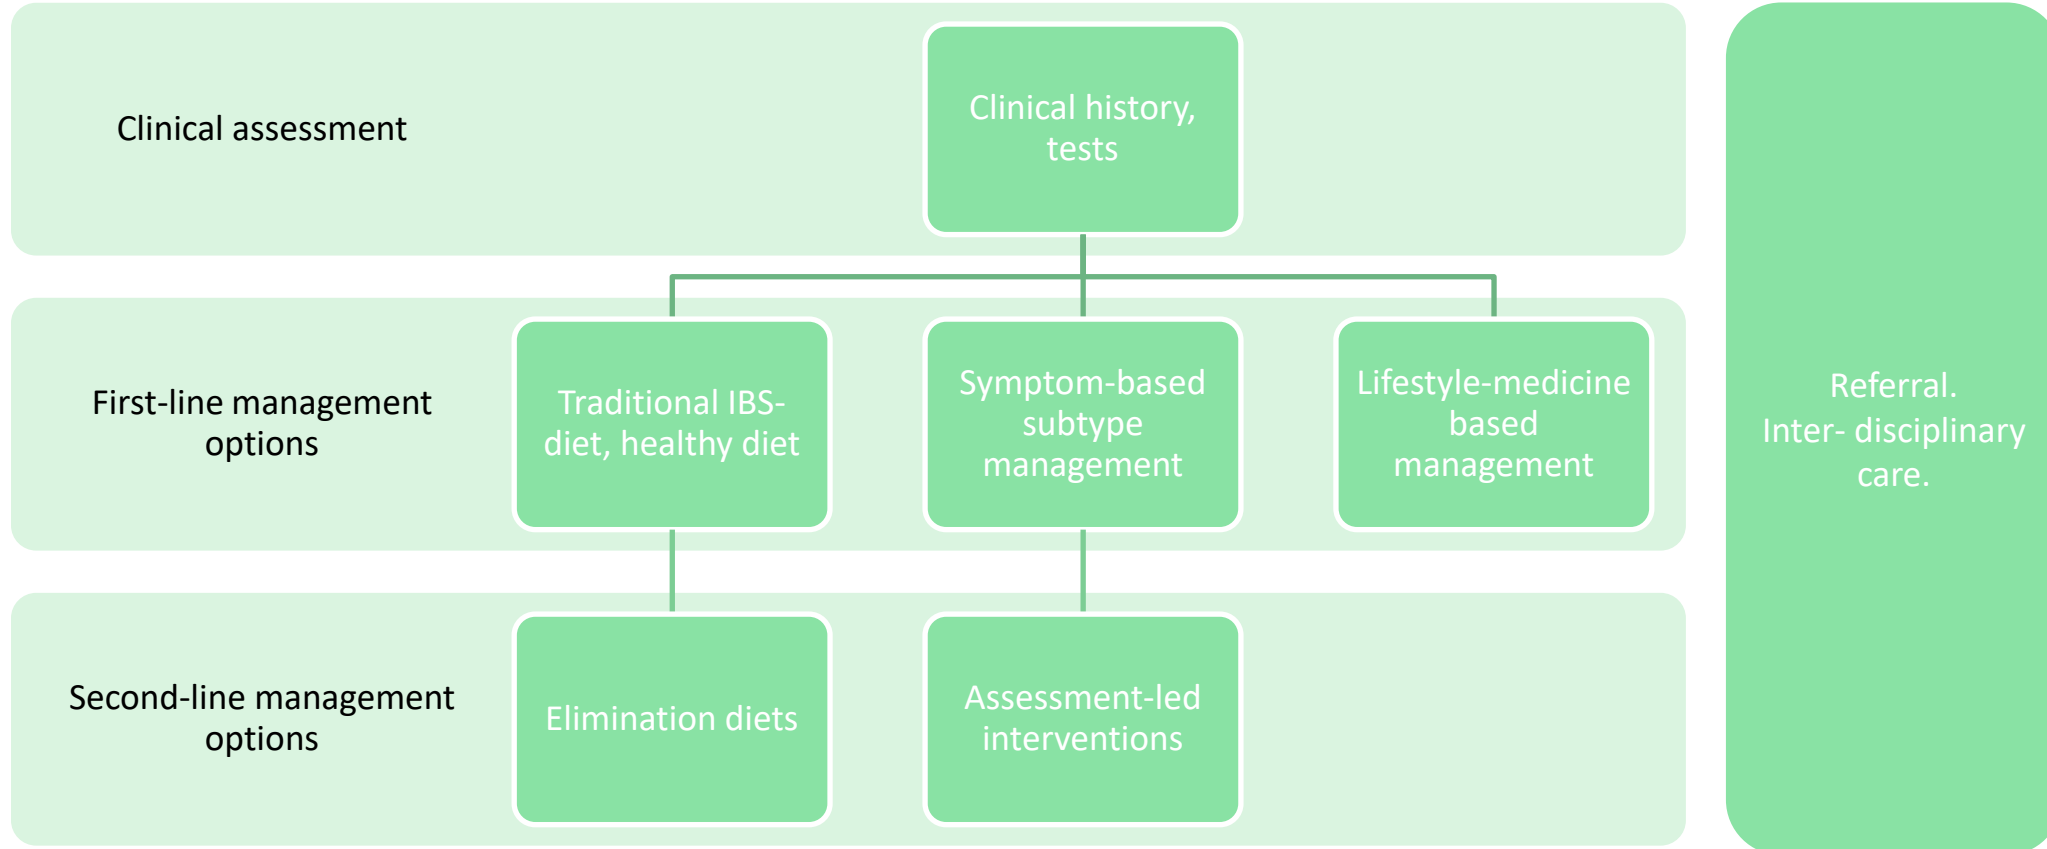 Clinical assessment
Clinical history,
tests
First-line management
options
Traditional IBS-
diet, healthy diet
Symptom-based
subtype
management
Lifestyle-medicine
based
management
Second-line management
options
Elimination diets
Assessment-led
interventions
Referral.
Inter- disciplinary
care.